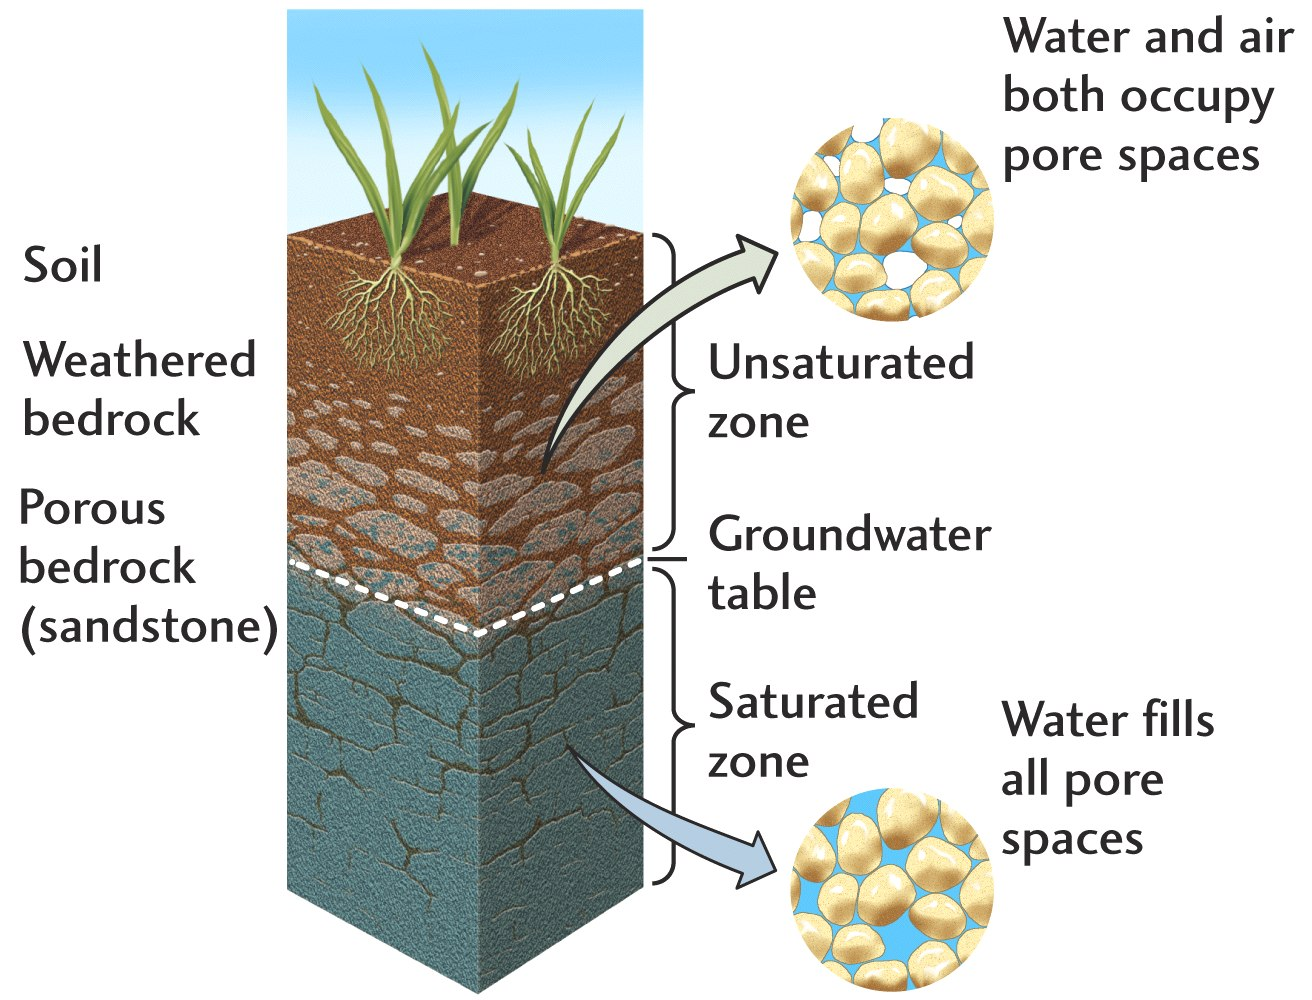 Water and air
both occupy
pore spaces
Soil
Weathered
bedrock
Porous
bedrock
(sandstone)
Unsaturated
zone
Groundwater
table
Saturated
zone
Water fills
all pore
spaces